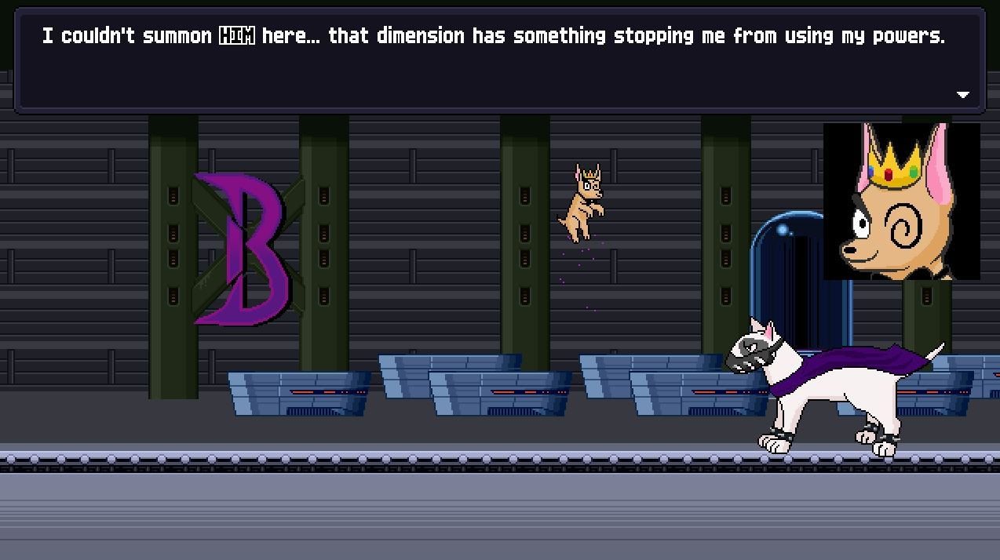 I couldn't summon HIM here... that dimension has something stopping me from using my powers.
B